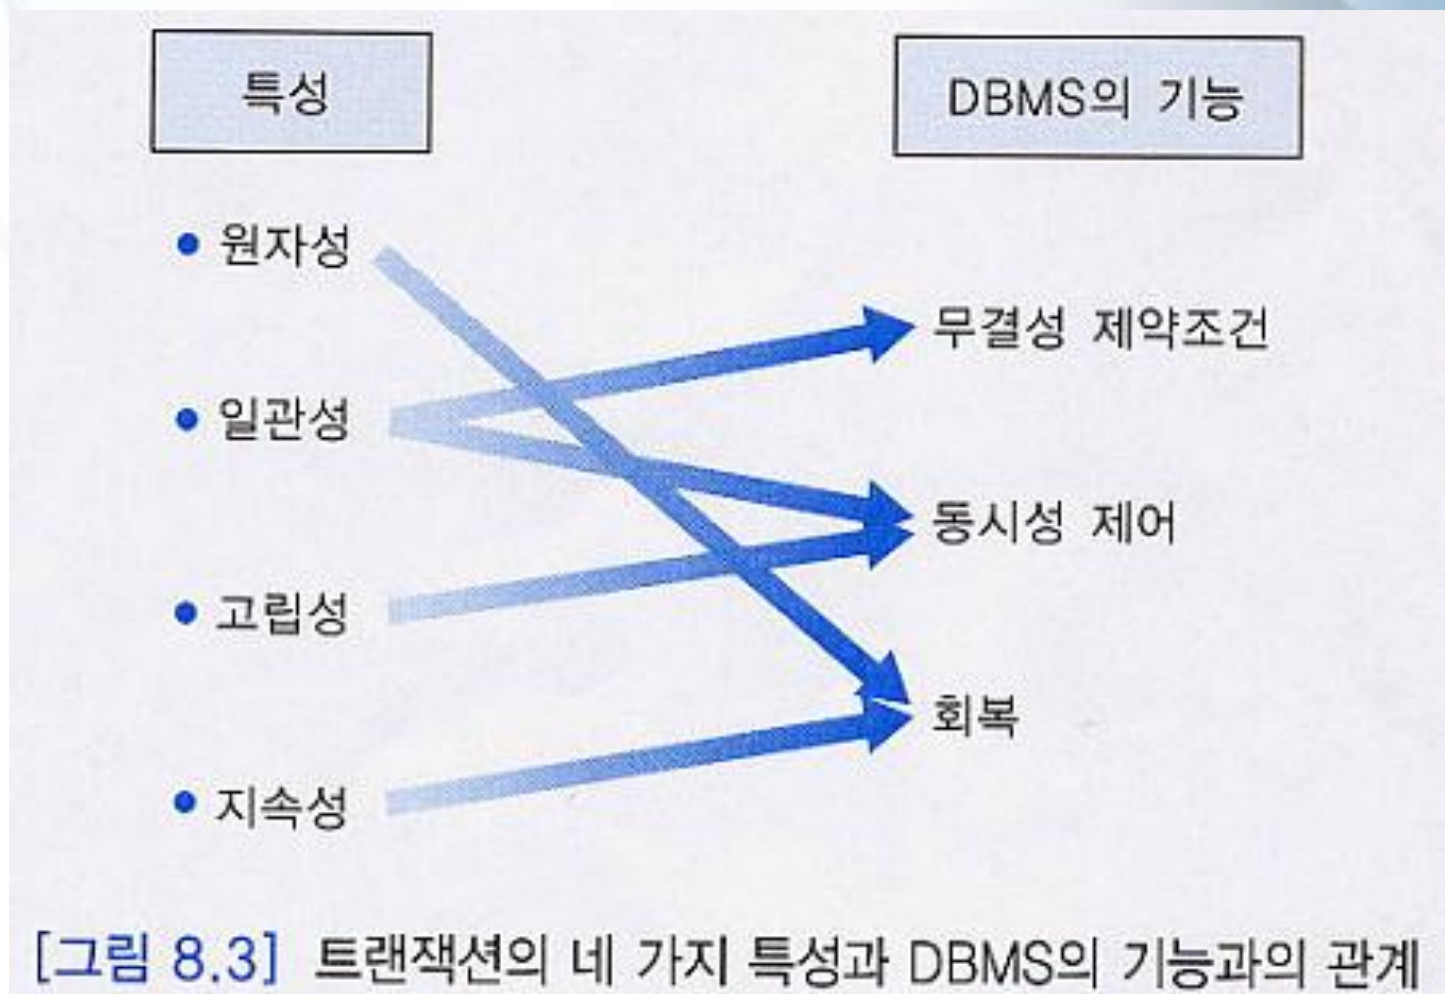 특성
DBMS의 기능
• 원자성
무결성 제약조건
• 일관성
동시성 제어
• 고립성
회복
• 지속성
[그림 8.3] 트랜잭션의 네 가지 특성과 DBMS의 기능과의 관계